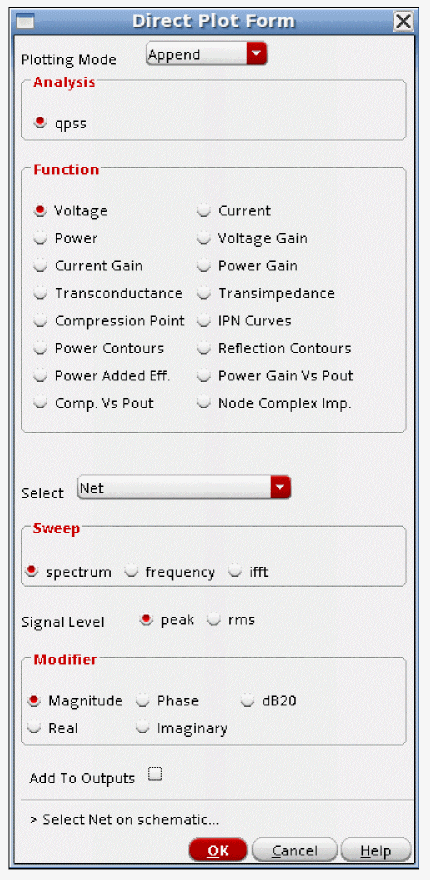 Direct Plot Form
Plotting Mode Append
Analysis
qpss
Function
Voltage Current
Power Voltage Gain
Current Gain Power Gain
Transconductance Transimpedance
Compression Point IPN Curves
Power Contours Reflection Contours
Power Added Eff. Power Gain Vs Pout
Comp. Vs Pout Node Complex Imp.
Select Net
Sweep
spectrum frequency ifft
Signal Level peak rms
Modifier
Magnitude Phase dB20
Real Imaginary
Add To Outputs
> Select Net on schematic...
OK Cancel Help